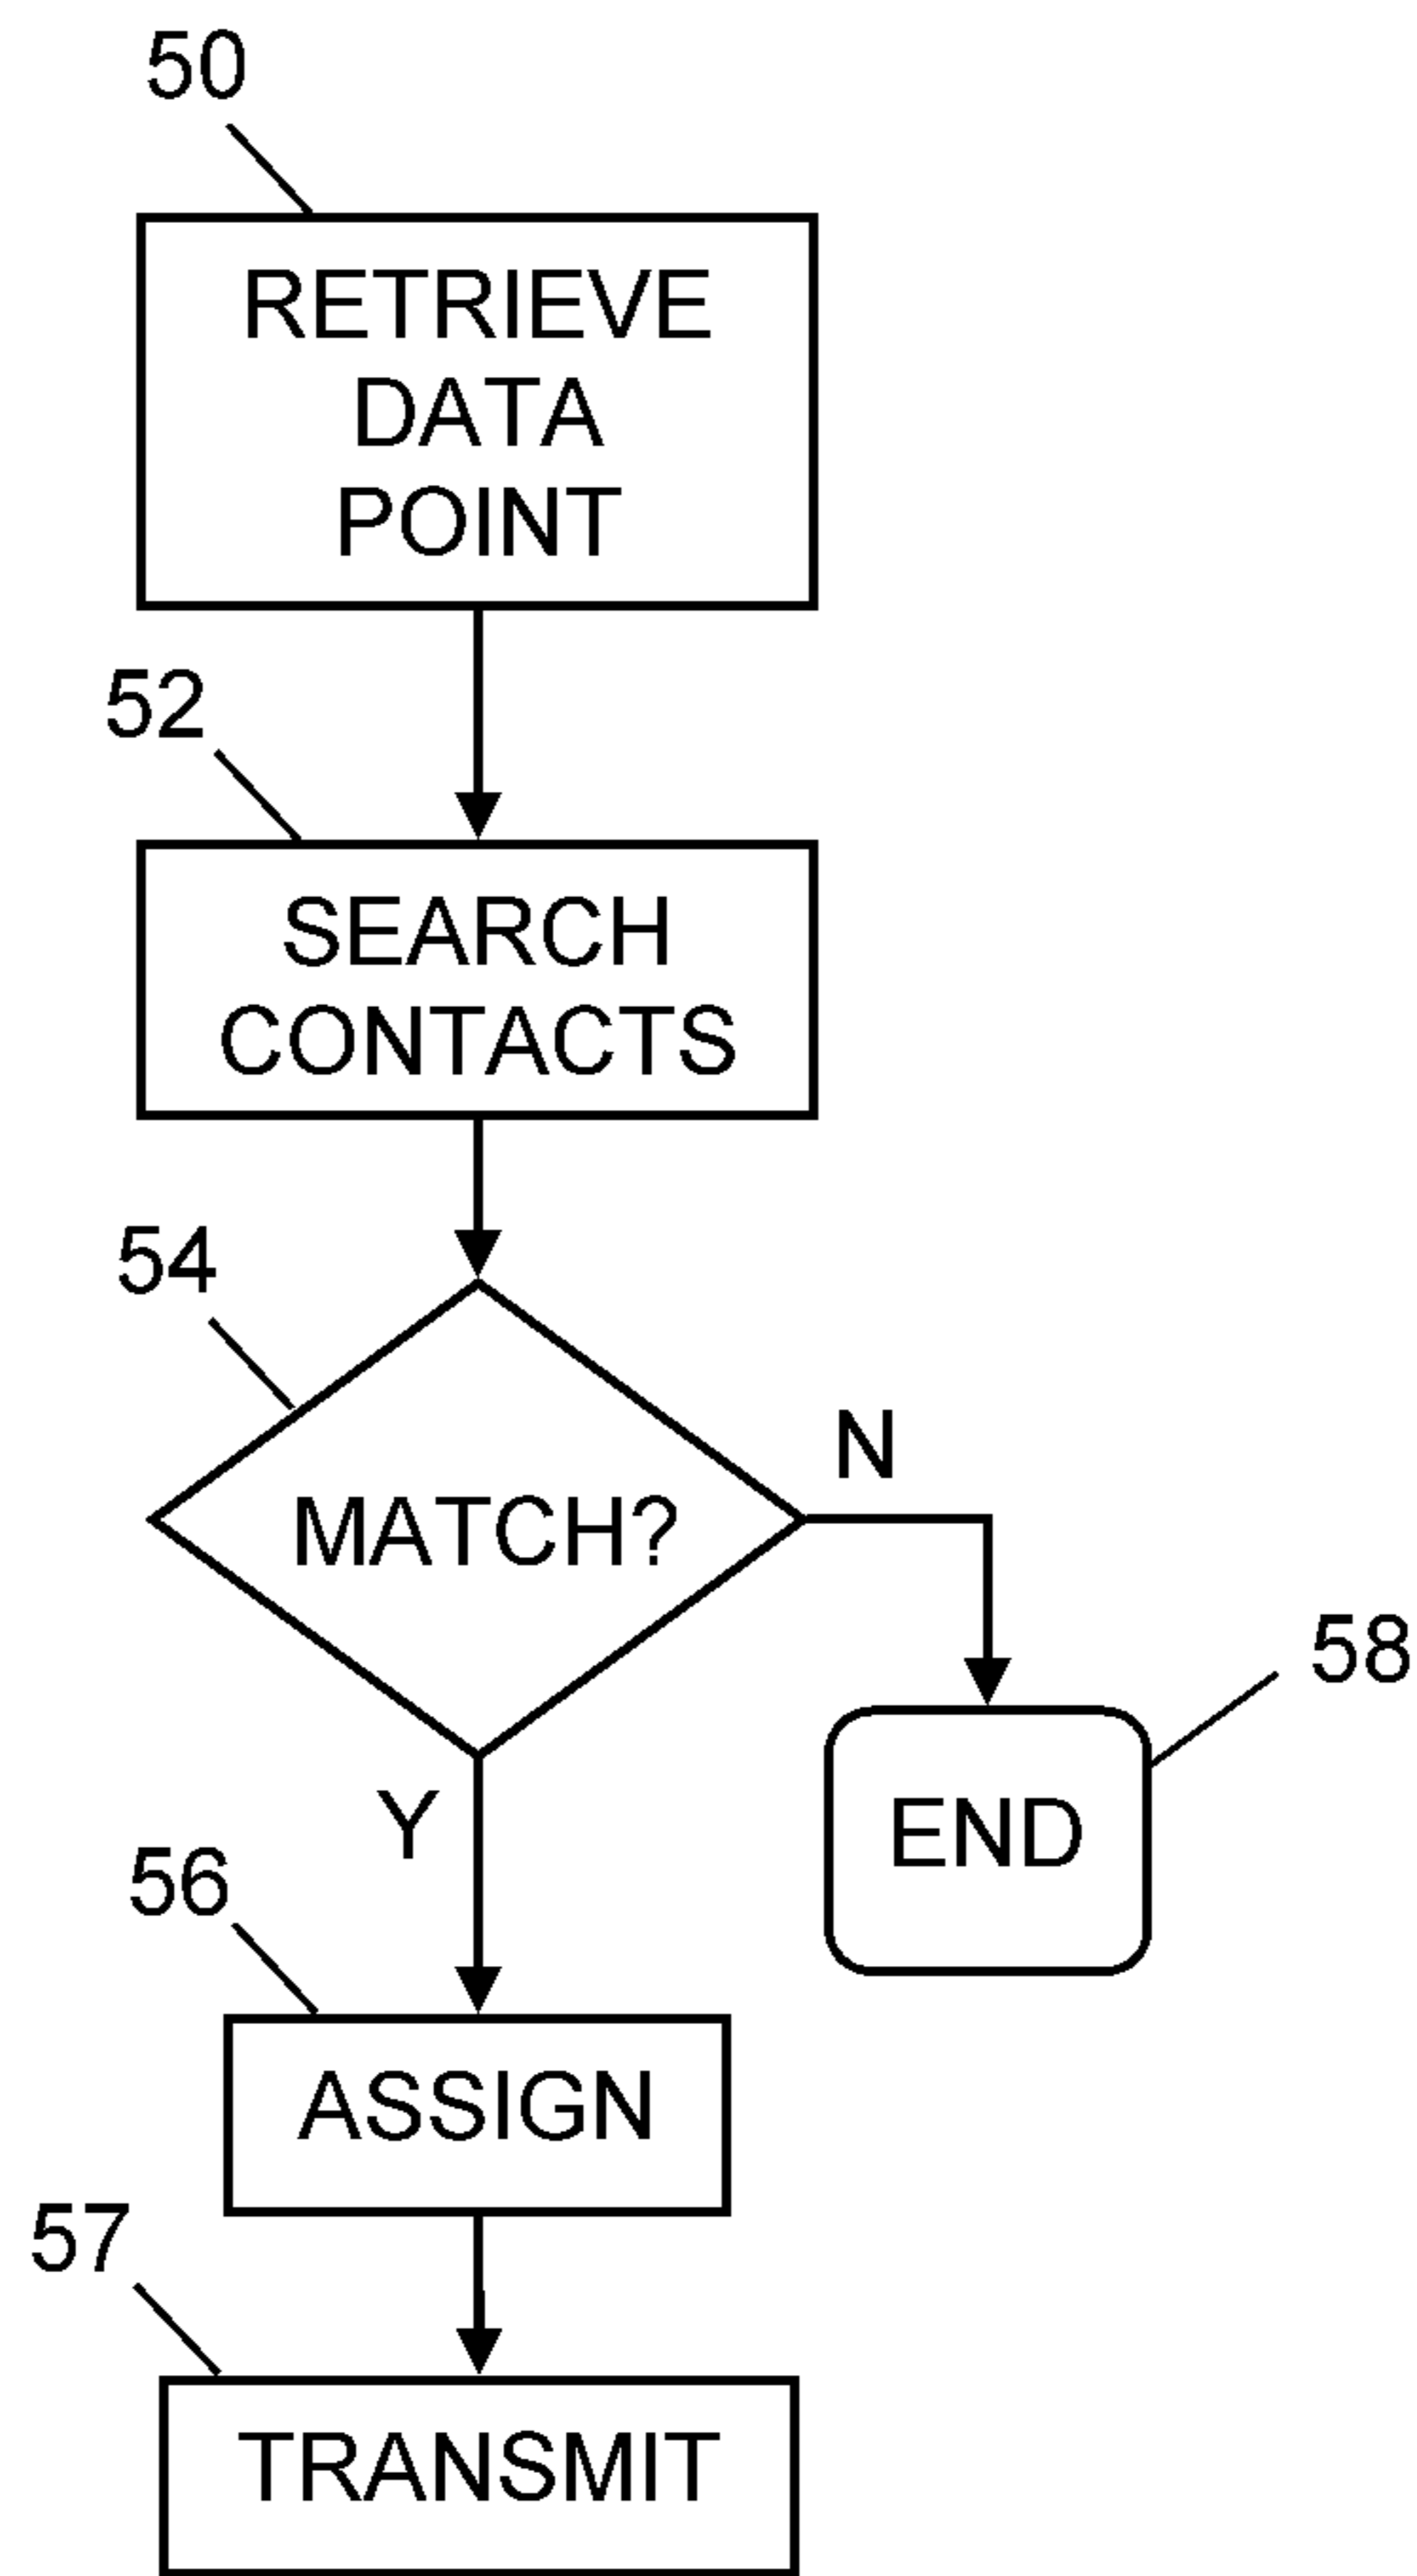 50
RETRIEVE
DATA
POINT
52
SEARCH
CONTACTS
54
MATCH?
N
58
END
Y
56
ASSIGN
57
TRANSMIT